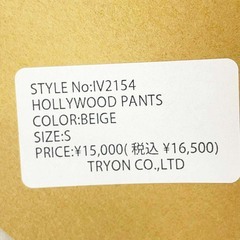 STYLE No:IV2154
HOLLYWOOD PANTS
COLOR:BEIGE
SIZE:S
PRICE:¥15,000( 税込 ¥16,500)
TRYON CO.,LTD